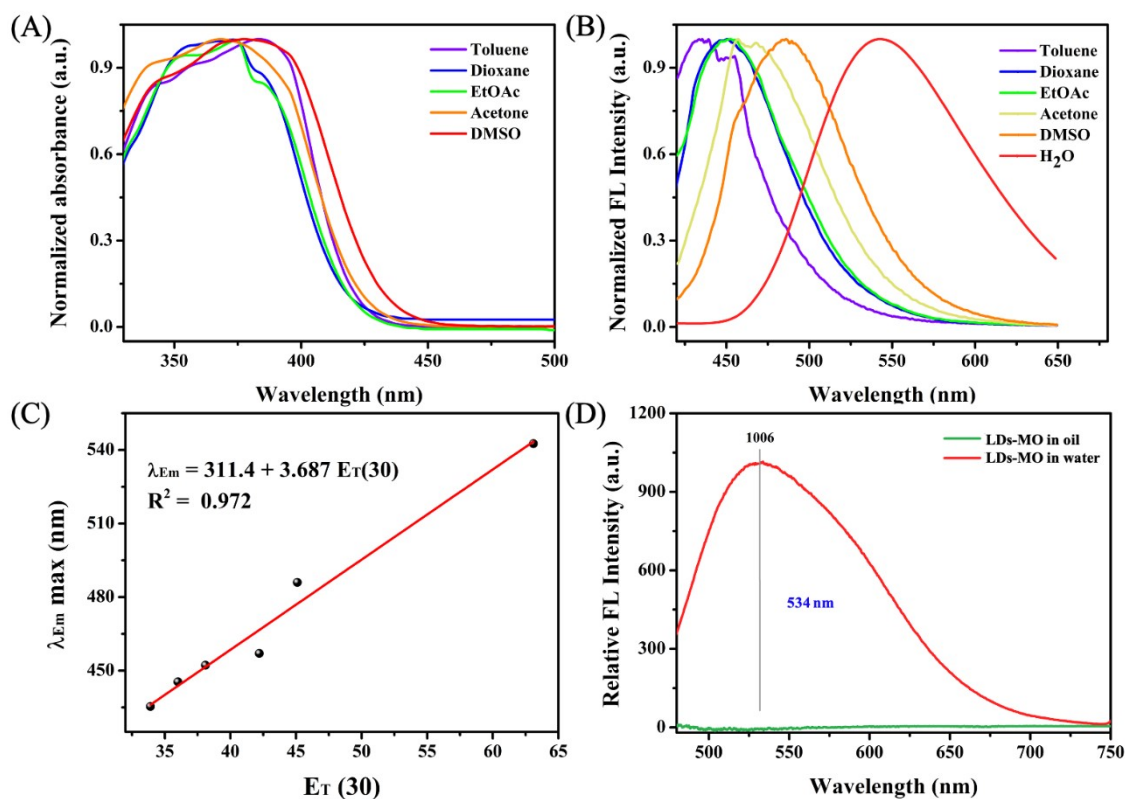 (A)
Normalized absorbance (a.u.)
0.9
0.6
0.3
0.0
Toluene
Dioxane
EtOAc
Acetone
DMSO
350 400 450 500
Wavelength (nm)
(B)
Normalized FL Intensity (a.u.)
0.9
0.6
0.3
0.0
Toluene
Dioxane
EtOAc
Acetone
DMSO
H₂O
450 500 550 600 650
Wavelength (nm)
(C)
λEm max (nm)
540
510
480
450
λEm = 311.4 + 3.687 ET(30)
R² = 0.972
35 40 45 50 55 60 65
ET (30)
(D)
Relative FL Intensity (a.u.)
1200
900
600
300
0
1006
LDs-MO in oil
LDs-MO in water
534 nm
500 550 600 650 700 750
Wavelength (nm)